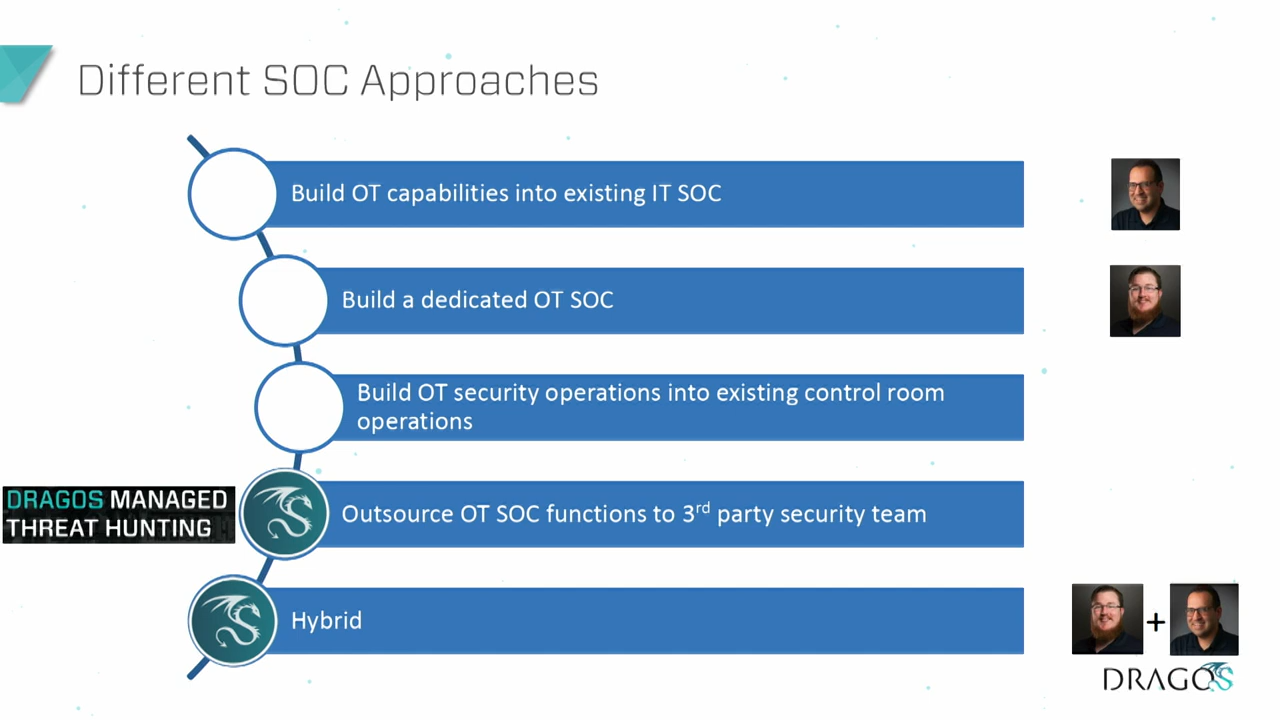 Different SOC Approaches
Build OT capabilities into existing IT SOC
Build a dedicated OT SOC
Build OT security operations into existing control room
operations
DRAGOS MANAGED
THREAT HUNTING
Outsource OT SOC functions to 3rd party security team
Hybrid
+
DRAGOS